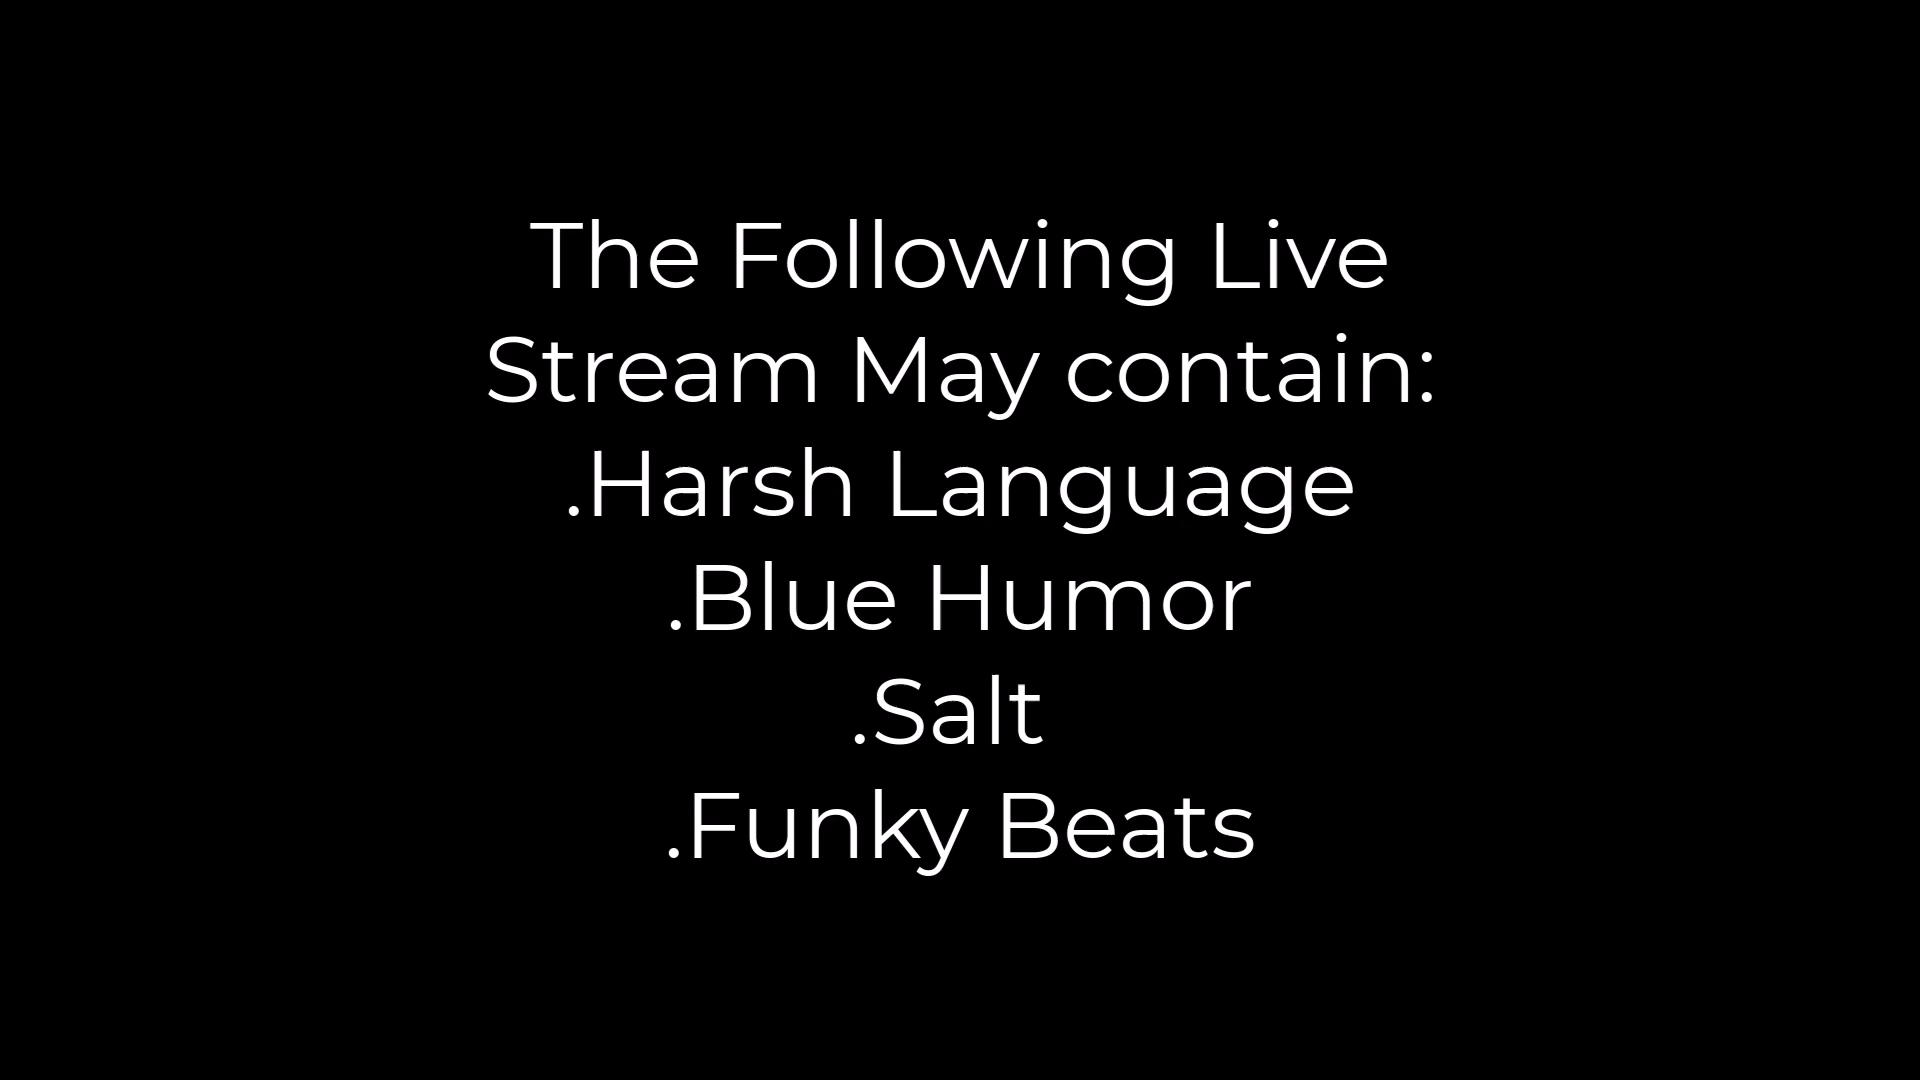 The Following Live
Stream May contain:
.Harsh Language
.Blue Humor
.Salt
.Funky Beats